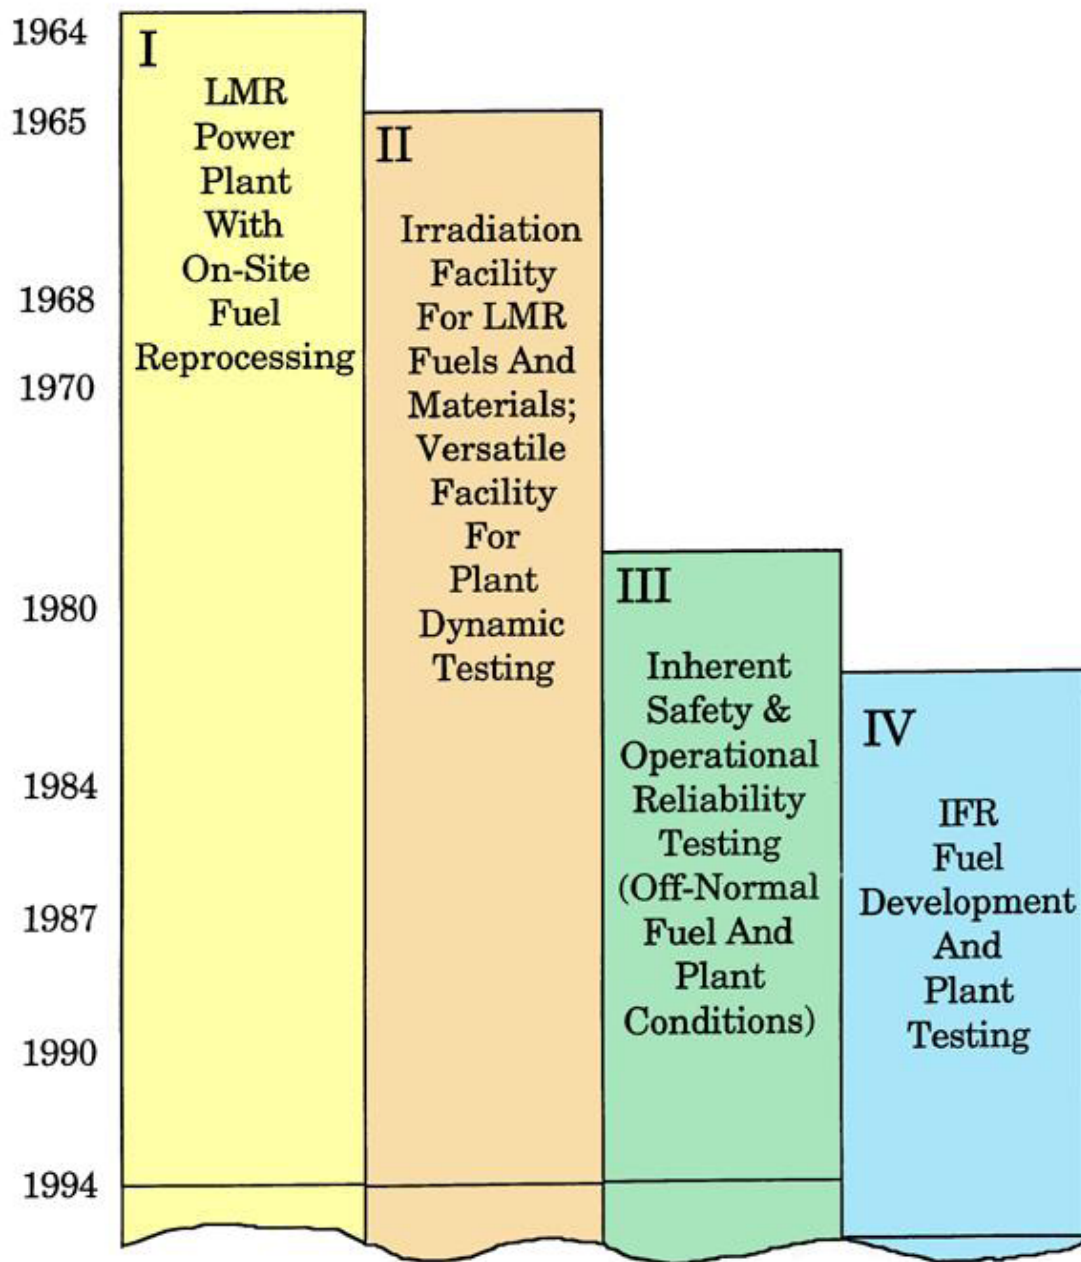 1964
1965
1968
1970
1980
1984
1987
1990
1994
I
LMR
Power
Plant
With
On-Site
Fuel
Reprocessing
II
Irradiation
Facility
For LMR
Fuels And
Materials;
Versatile
Facility
For
Plant
Dynamic
Testing
III
Inherent
Safety &
Operational
Reliability
Testing
(Off-Normal
Fuel And
Plant
Conditions)
IV
IFR
Fuel
Development
And
Plant
Testing